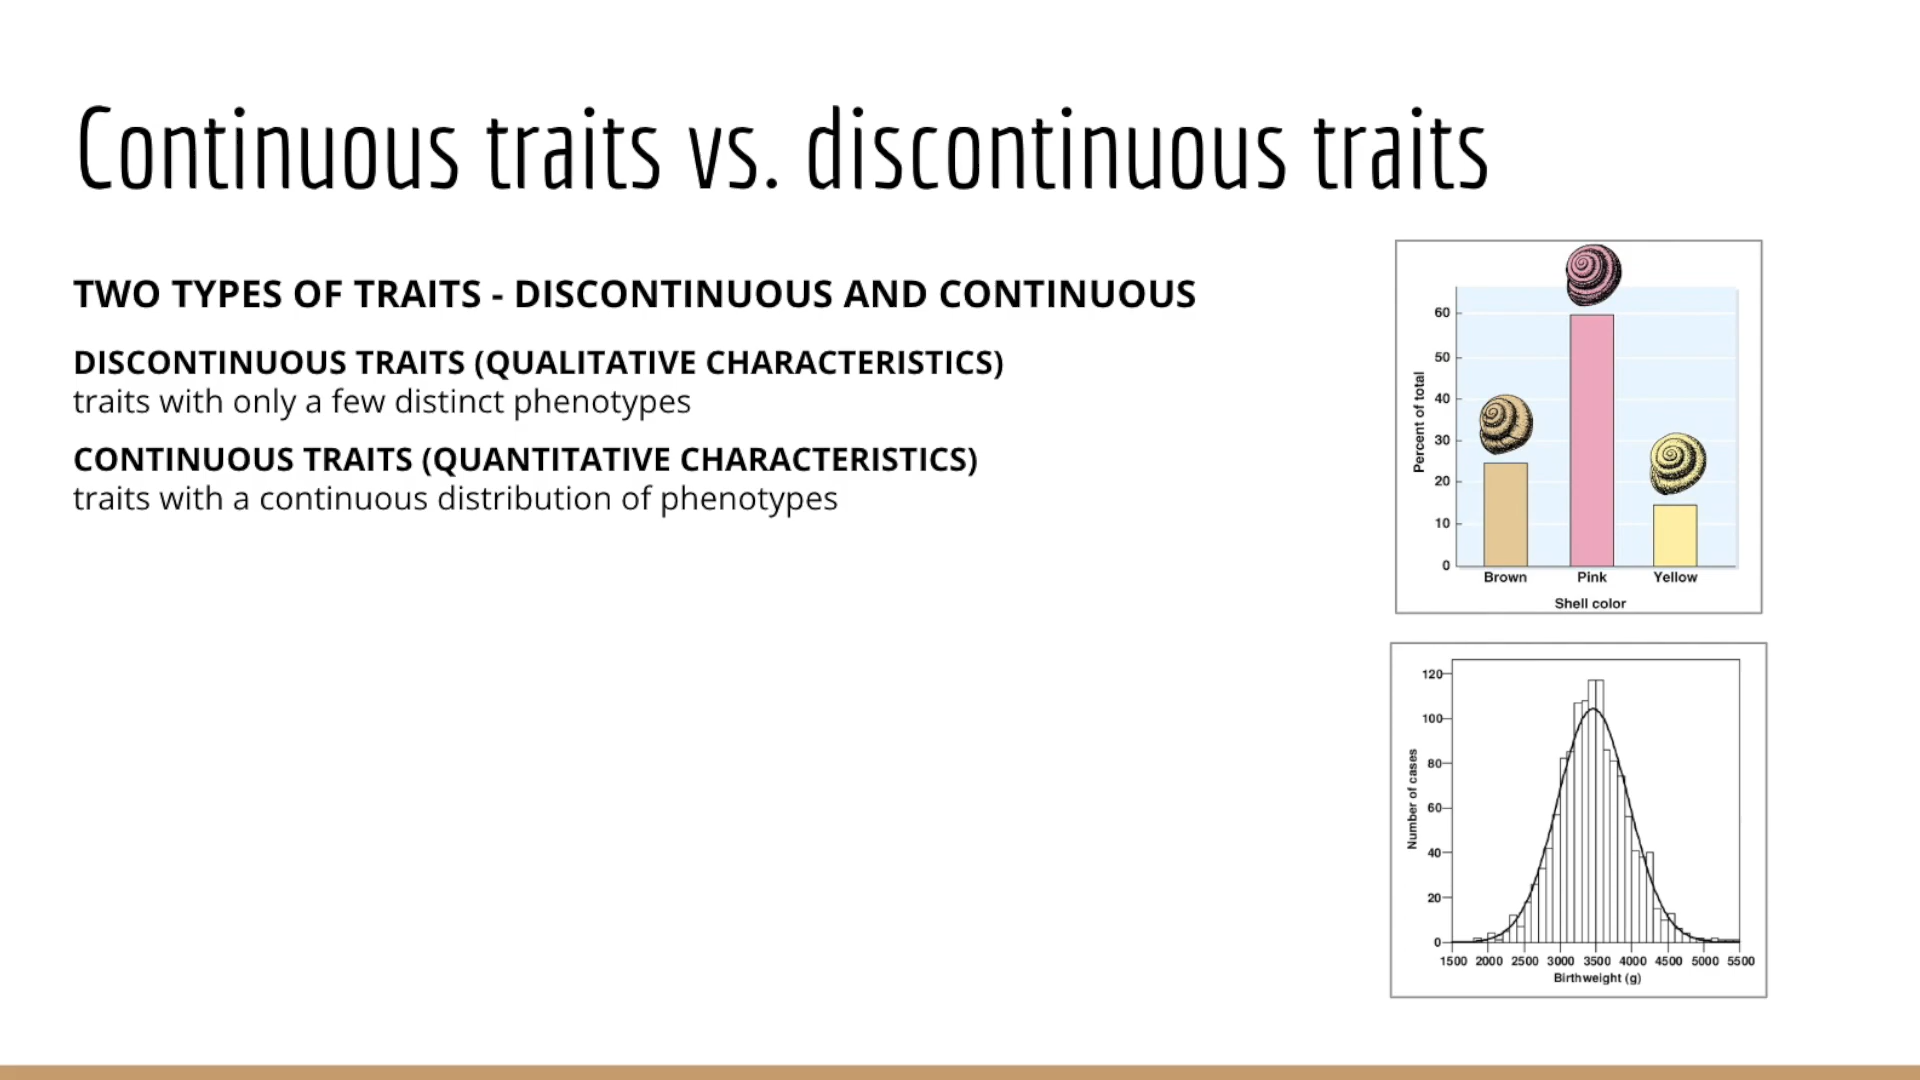 Continuous traits vs. discontinuous traits
TWO TYPES OF TRAITS - DISCONTINUOUS AND CONTINUOUS
DISCONTINUOUS TRAITS (QUALITATIVE CHARACTERISTICS)
traits with only a few distinct phenotypes
CONTINUOUS TRAITS (QUANTITATIVE CHARACTERISTICS)
traits with a continuous distribution of phenotypes
Percent of total
60
50
40
30
20
10
0
Brown Pink Yellow
Shell color
Number of cases
120
100
80
60
40
20
0
1500 2000 2500 3000 3500 4000 4500 5000 5500
Birthweight (g)